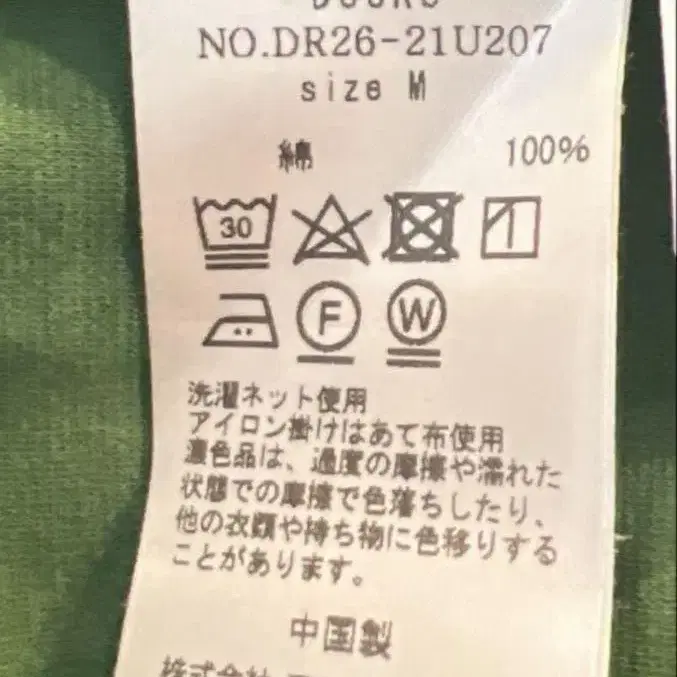 NO.DR26-21U207
size M
綿 100%
30
F W
洗濯ネット使用
アイロン掛けはあて布使用
濃色品は、過度の摩擦や濡れた
状態での摩擦で色落ちしたり、
他の衣類や持ち物に色移りする
ことがあります。
中国製
株式会社